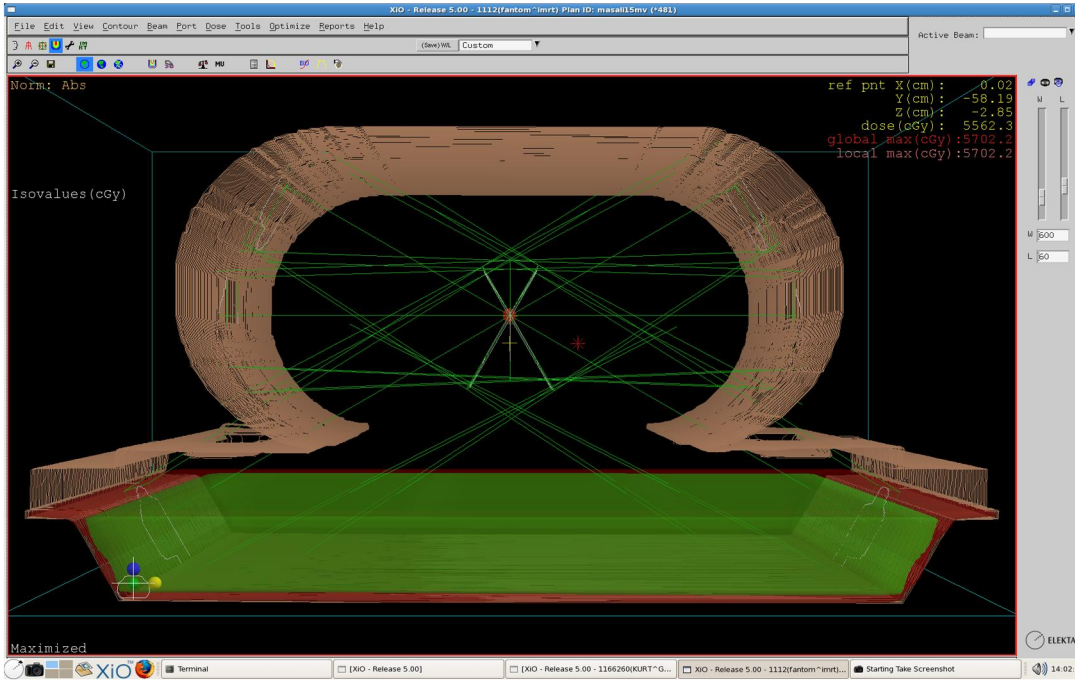 XiO - Release 5.00 - 1112(fantom^imrt) Plan ID: masali15mv (*481)
File Edit View Contour Beam Port Dose Tools Optimize Reports Help
Active Beam:
(Save) W/L Custom
MU
Norm: Abs
ref pnt X(cm): 0.02
Y(cm): -58.19
Z(cm): -2.85
dose(cGy): 5562.3
global max(cGy):5702.2
local max(cGy):5702.2
W L
Isovalues(cGy)
W 600
L 60
Maximized
ELEKTA
XiO Terminal [XiO - Release 5.00] [XiO - Release 5.00 - 1166260(KURT^G... XiO - Release 5.00 - 1112(fantom^imrt)... Starting Take Screenshot 14:02